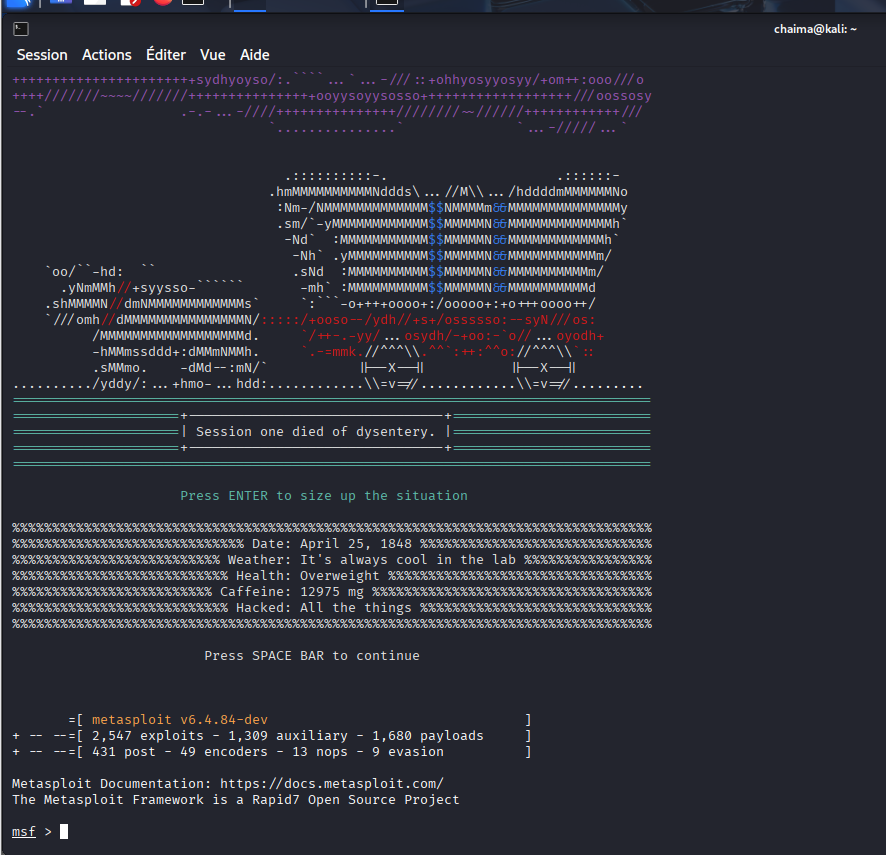 chaima@kali: ~
Session Actions Éditer Vue Aide
++++++++++++++++++++++sydhyoyso/:.````...`...-///::+ohhyosyyosyy/+om++:ooo///o
++++///////~~~~///////+++++++++++++++ooyysoyysosso+++++++++++++++++++///oossosy
--.`                 .-.-...-////++++++++++++++++////////~~//////++++++++++++///
                                `...............`              `...-/////...`
                                  .::::::::::-.                     .::::::-
                                .hmMMMMMMMMMMNddds\...//M\\.../hddddmMMMMMMNo
                                 :Nm-/NMMMMMMMMMMMMM$$NMMMMm&&MMMMMMMMMMMMMMy
                                 .sm/`-yMMMMMMMMMMMM$$MMMMMN&&MMMMMMMMMMMMMh`
                                  -Nd`  :MMMMMMMMMMM$$MMMMMN&&MMMMMMMMMMMMh`
                                   -Nh` .yMMMMMMMMMM$$MMMMMN&&MMMMMMMMMMMm/
    `oo/``-hd:  ``                 .sNd  :MMMMMMMMMM$$MMMMMN&&MMMMMMMMMMm/
      .yNmMMh//+syysso-``````       -mh` :MMMMMMMMMM$$MMMMMN&&MMMMMMMMMMd
    .shMMMMN//dmNMMMMMMMMMMMMs`     `:```-o++++oooo+:/ooooo+:+o+++oooo++/
    `///omh//dMMMMMMMMMMMMMMMN/:::::/+ooso--/ydh//+s+/ossssso:--syN///os:
          /MMMMMMMMMMMMMMMMMMd.     `/++-.-yy/...osydh/-+oo:-`o//...oyodh+
          -hMMmssddd+:dMMmNMMh.     `.-=mmk.//^^^\\.^^`:++:^^o://^^^\\`::
          .sMMmo.    -dMd--:mN/`           ||--X--||          ||--X--||
........../yddy/:...+hmo-...hdd:............\\=v=//............\\=v=//.........
================================================================================
=====================+--------------------------------+=========================
=====================| Session one died of dysentery. |=========================
=====================+--------------------------------+=========================
================================================================================
Press ENTER to size up the situation
%%%%%%%%%%%%%%%%%%%%%%%%%%%%%%%%%%%%%%%%%%%%%%%%%%%%%%%%%%%%%%%%%%%%%%%%%%%%%%%%%%
%%%%%%%%%%%%%%%%%%%%%%%%%%%%% Date: April 25, 1848 %%%%%%%%%%%%%%%%%%%%%%%%%%%%%
%%%%%%%%%%%%%%%%%%%%%%%%%% Weather: It's always cool in the lab %%%%%%%%%%%%%%%%
%%%%%%%%%%%%%%%%%%%%%%%%%%% Health: Overweight %%%%%%%%%%%%%%%%%%%%%%%%%%%%%%%%%
%%%%%%%%%%%%%%%%%%%%%%%%% Caffeine: 12975 mg %%%%%%%%%%%%%%%%%%%%%%%%%%%%%%%%%%%
%%%%%%%%%%%%%%%%%%%%%%%%%%% Hacked: All the things %%%%%%%%%%%%%%%%%%%%%%%%%%%%%
%%%%%%%%%%%%%%%%%%%%%%%%%%%%%%%%%%%%%%%%%%%%%%%%%%%%%%%%%%%%%%%%%%%%%%%%%%%%%%%%%%
Press SPACE BAR to continue
=[ metasploit v6.4.84-dev ]
+ -- --=[ 2,547 exploits - 1,309 auxiliary - 1,680 payloads ]
+ -- --=[ 431 post - 49 encoders - 13 nops - 9 evasion ]
Metasploit Documentation: https://docs.metasploit.com/
The Metasploit Framework is a Rapid7 Open Source Project
msf >